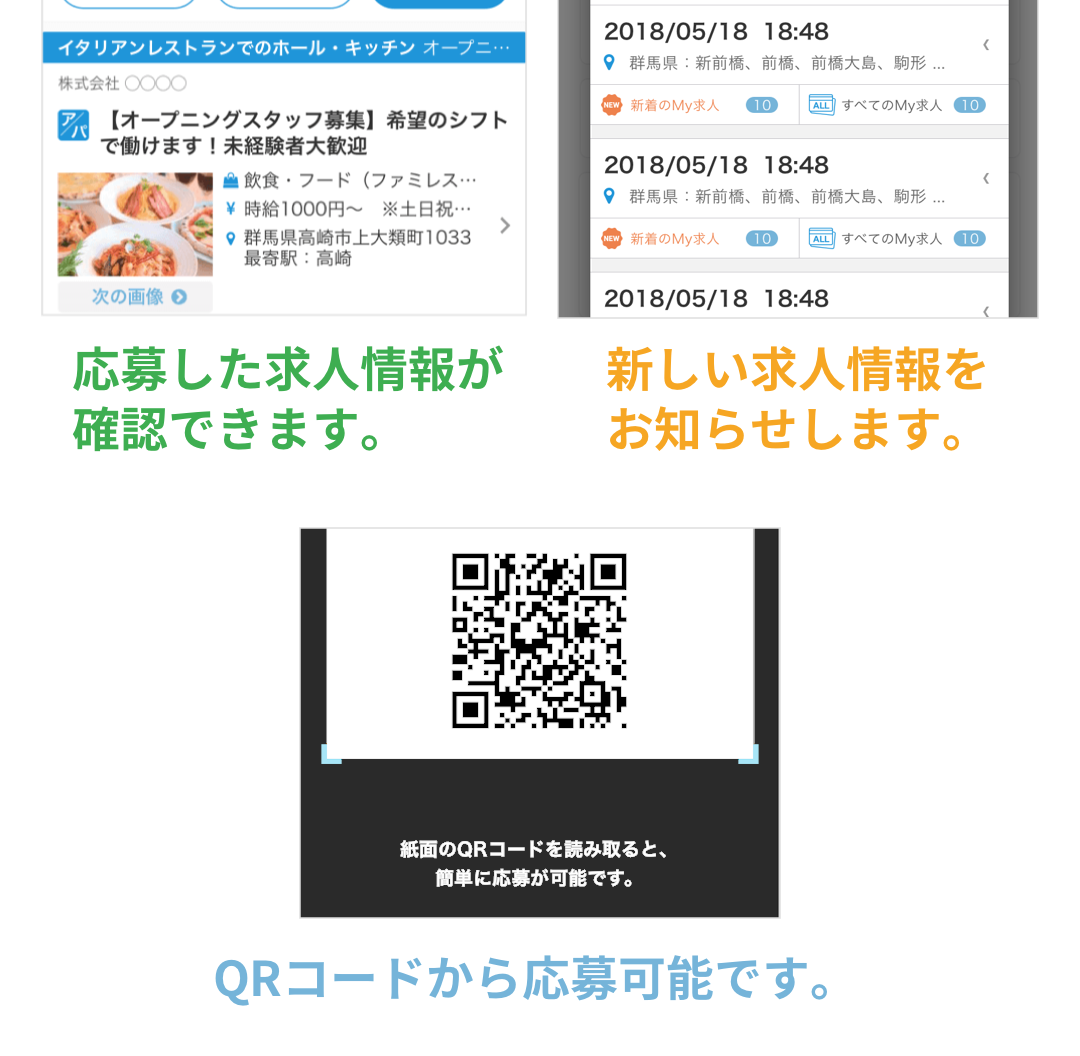 イタリアンレストランでのホール・キッチン オープニ…
株式会社 〇〇〇〇
アバ
【オープニングスタッフ募集】希望のシフト
で働けます！未経験者大歓迎
飲食・フード（ファミレス…
時給1000円〜　※土日祝…
群馬県高崎市上大類町1033
最寄駅：高崎
次の画像
2018/05/18 18:48
群馬県：新前橋、前橋、前橋大島、駒形 ...
NEW 新着のMy求人 10 ALL すべてのMy求人 10
2018/05/18 18:48
群馬県：新前橋、前橋、前橋大島、駒形 ...
NEW 新着のMy求人 10 ALL すべてのMy求人 10
2018/05/18 18:48
応募した求人情報が
確認できます。
新しい求人情報を
お知らせします。
紙面のQRコードを読み取ると、
簡単に応募が可能です。
QRコードから応募可能です。